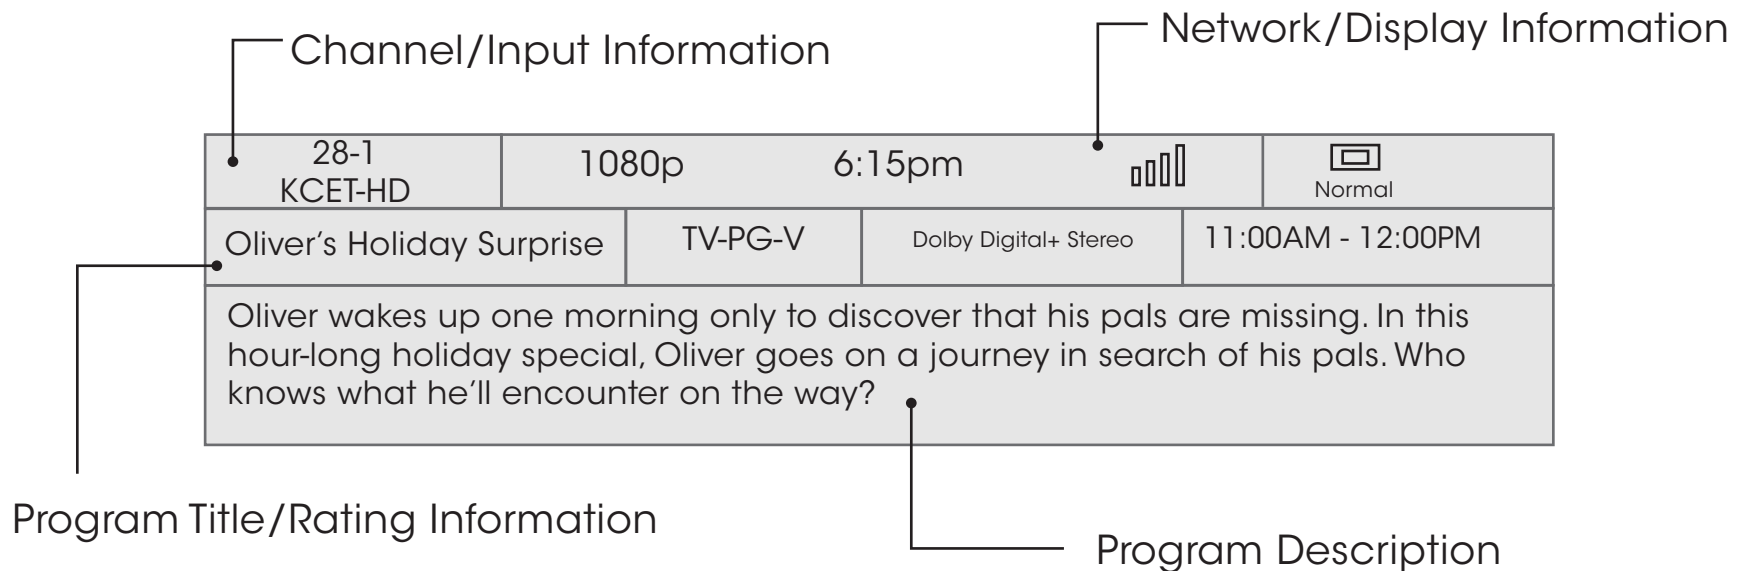 Channel/Input Information
Network/Display Information
28-1
KCET-HD
1080p
6:15pm
Normal
Oliver's Holiday Surprise
TV-PG-V
Dolby Digital+ Stereo
11:00AM - 12:00PM
Oliver wakes up one morning only to discover that his pals are missing. In this
hour-long holiday special, Oliver goes on a journey in search of his pals. Who
knows what he'll encounter on the way?
Program Title/Rating Information
Program Description